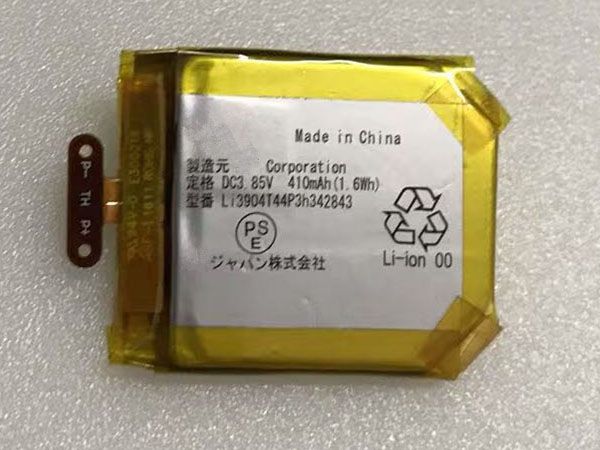 Made in China
製造元 Corporation
定格 DC3.85V 410mAh(1.6Wh)
型番 Li3904T44P3h342843
PS
E
ジャパン株式会社
Li-ion 00
P- TH P+